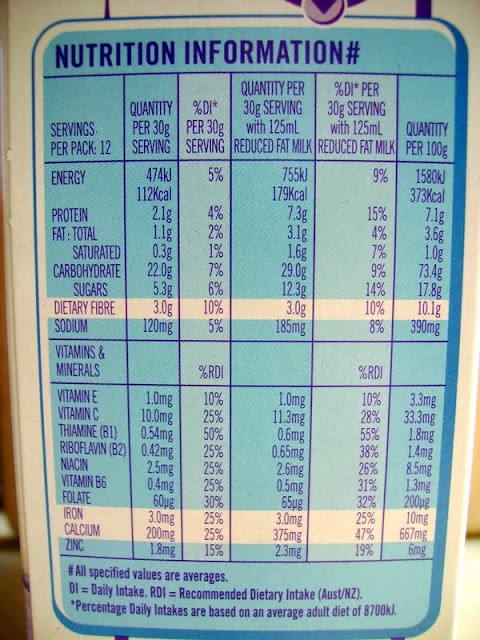 NUTRITION INFORMATION#
SERVINGS PER PACK: 12 QUANTITY PER 30g SERVING %DI* PER 30g SERVING QUANTITY PER 30g SERVING with 125mL REDUCED FAT MILK %DI* PER 30g SERVING with 125mL REDUCED FAT MILK QUANTITY PER 100g
ENERGY 474kJ 5% 755kJ 9% 1580kJ
112Kcal 179Kcal 373Kcal
PROTEIN 2.1g 4% 7.3g 15% 7.1g
FAT: TOTAL 1.1g 2% 3.1g 4% 3.6g
SATURATED 0.3g 1% 1.6g 7% 1.0g
CARBOHYDRATE 22.0g 7% 29.0g 9% 73.4g
SUGARS 5.3g 6% 12.3g 14% 17.8g
DIETARY FIBRE 3.0g 10% 3.0g 10% 10.1g
SODIUM 120mg 5% 185mg 8% 390mg
VITAMINS &
MINERALS %RDI %RDI
VITAMIN E 1.0mg 10% 1.0mg 10% 3.3mg
VITAMIN C 10.0mg 25% 11.3mg 28% 33.3mg
THIAMINE (B1) 0.54mg 50% 0.6mg 55% 1.8mg
RIBOFLAVIN (B2) 0.42mg 25% 0.65mg 38% 1.4mg
NIACIN 2.5mg 25% 2.6mg 26% 8.5mg
VITAMIN B6 0.4mg 25% 0.5mg 31% 1.3mg
FOLATE 60µg 30% 65µg 32% 200µg
IRON 3.0mg 25% 3.0mg 25% 10mg
CALCIUM 200mg 25% 375mg 47% 667mg
ZINC 1.8mg 15% 2.3mg 19% 6mg
# All specified values are averages.
DI = Daily Intake. RDI = Recommended Dietary Intake (Aust/NZ).
*Percentage Daily Intakes are based on an average adult diet of 8700kJ.